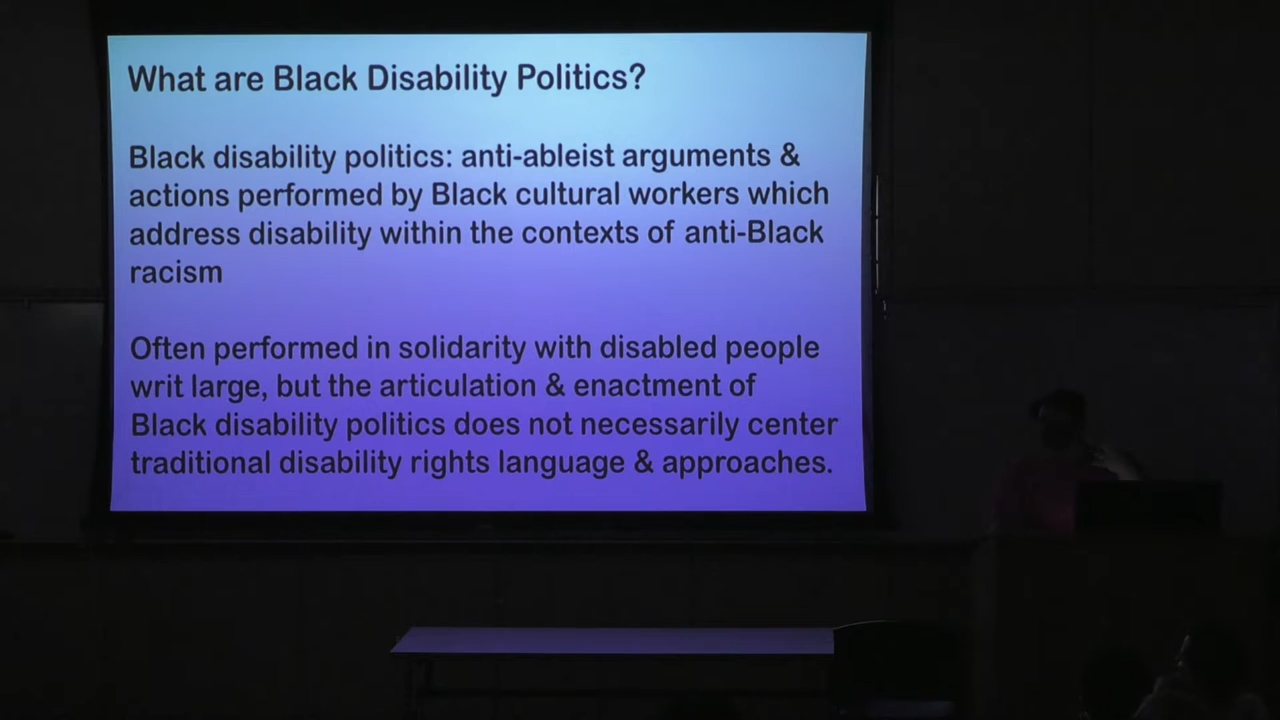 What are Black Disability Politics?
Black disability politics: anti-ableist arguments &
actions performed by Black cultural workers which
address disability within the contexts of anti-Black
racism
Often performed in solidarity with disabled people
writ large, but the articulation & enactment of
Black disability politics does not necessarily center
traditional disability rights language & approaches.